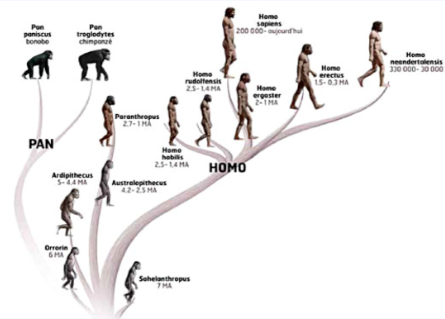 Pan
paniscus
bonobo
Pan
troglodytes
chimpanzé
Homo
sapiens
200 000- aujourd'hui
Homo
rudolfensis
2,5- 1,4 MA
Homo
ergaster
2- 1 MA
Homo
erectus
1,5- 0,3 MA
Homo
neandertalensis
330 000- 30 000
Paranthropus
2,7- 1 MA
Homo
habilis
2,5- 1,4 MA
PAN
HOMO
Ardipithecus
5- 4,4 MA
Australopithecus
4,2- 2,5 MA
Orrorin
6 MA
Sahelanthropus
7 MA